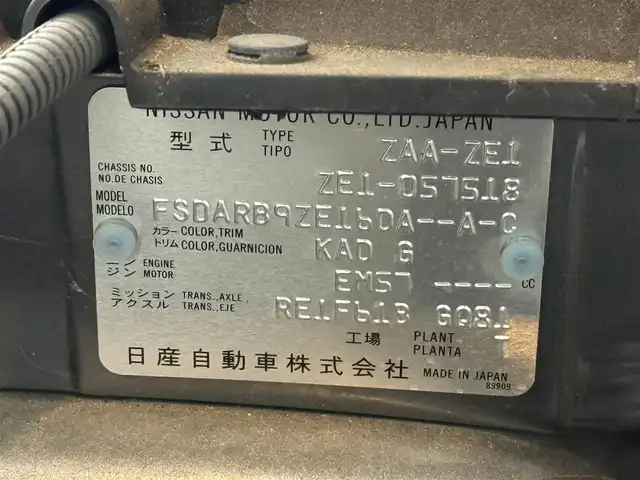 NISSAN MOTOR CO.,LTD.JAPAN
型式 TYPE TIPO ZAA-ZE1
CHASSIS NO. NO.DE CHASIS ZE1-057518
MODEL MODELO FSDARB9ZE16DA--A-C
カラー COLOR,TRIM
トリム COLOR,GUARNICION KAD G
ン ENGINE
ジン MOTOR EM57 ---- CC
ミッション TRANS.,AXLE,
アクスル TRANS.,EJE RE1F61B GQ81
工場 PLANT PLANTA T
日産自動車株式会社 MADE IN JAPAN
89909